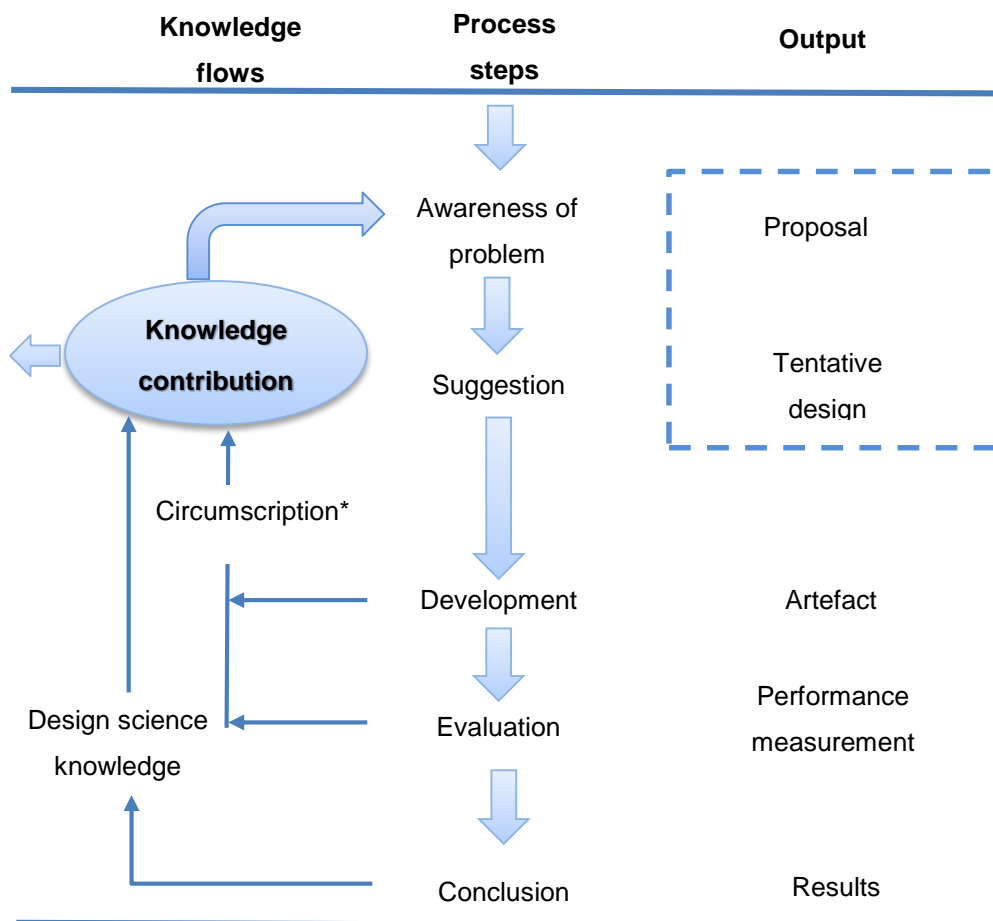 Knowledge
flows
Process
steps
Output
Awareness of
problem
Proposal
Knowledge
contribution
Suggestion
Tentative
design
Circumscription*
Development
Artefact
Design science
knowledge
Evaluation
Performance
measurement
Conclusion
Results